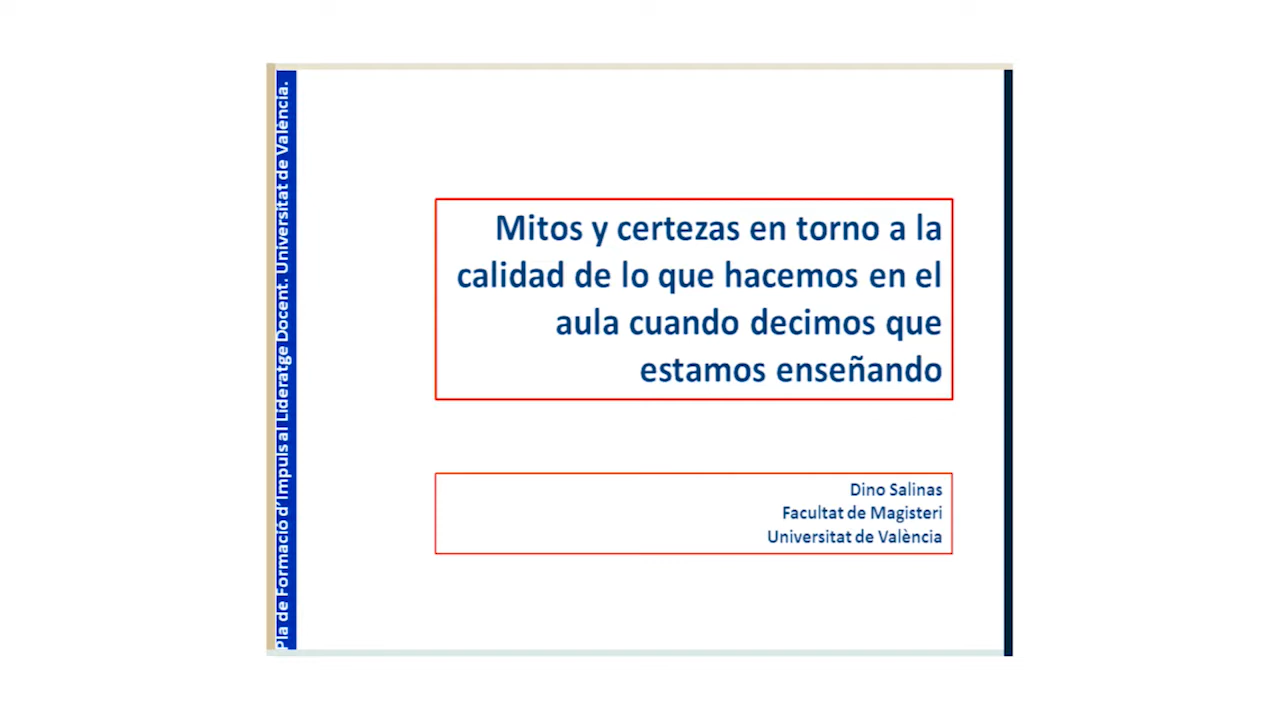 Pla de Formació d'Impuls al Lideratge Docent. Universitat de València.
Mitos y certezas en torno a la
calidad de lo que hacemos en el
aula cuando decimos que
estamos enseñando
Dino Salinas
Facultat de Magisteri
Universitat de València